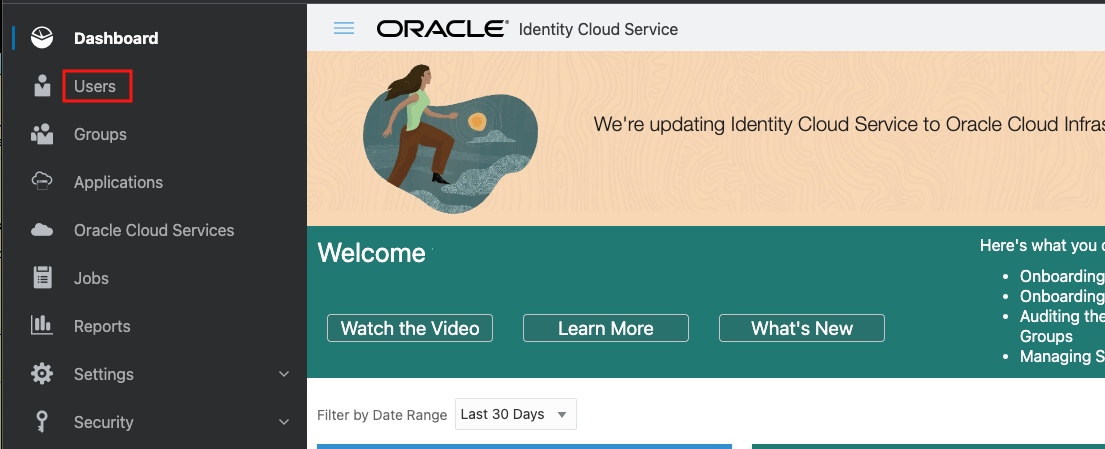 Dashboard
Users
Groups
Applications
Oracle Cloud Services
Jobs
Reports
Settings
Security
ORACLE® Identity Cloud Service
We're updating Identity Cloud Service to Oracle Cloud
Welcome
Watch the Video
Learn More
What's New
Here's what you
• Onboarding
• Onboarding
• Auditing the
Groups
• Managing
Filter by Date Range Last 30 Days